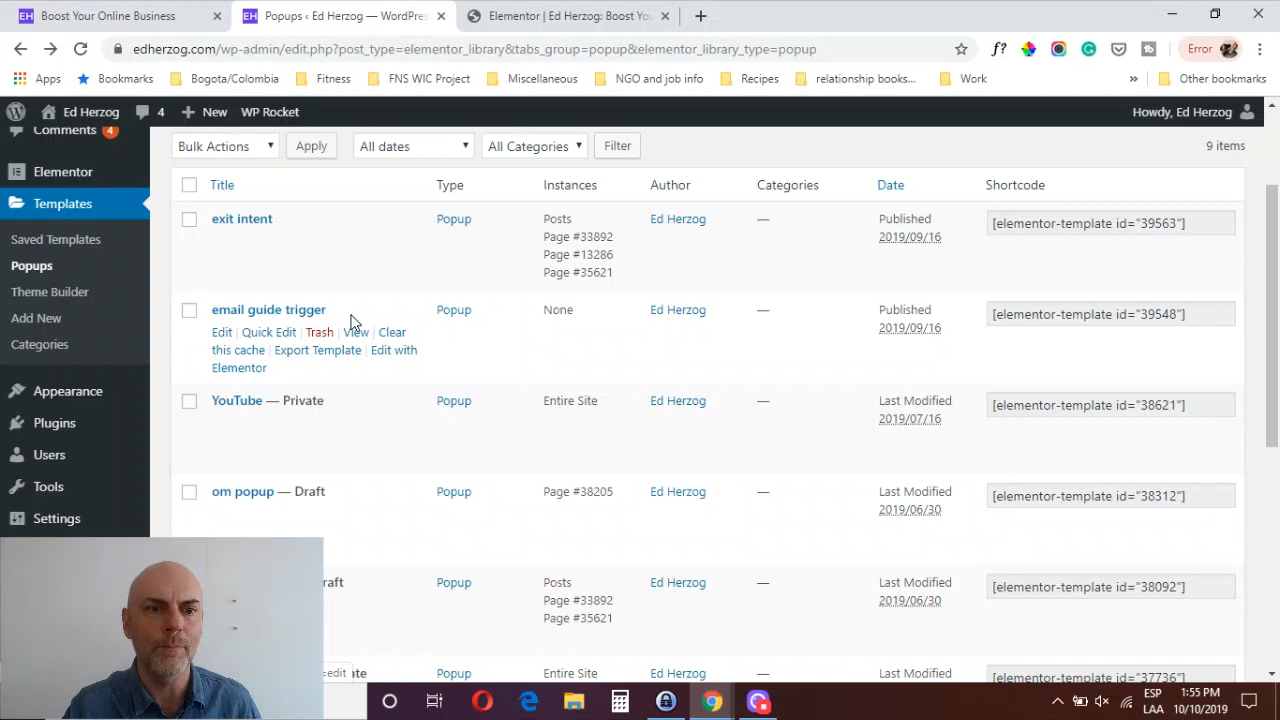 EH Boost Your Online Business
EH Popups ‹ Ed Herzog — WordPres
Elementor | Ed Herzog: Boost Yo
edherzog.com/wp-admin/edit.php?post_type=elementor_library&tabs_group=popup&elementor_library_type=popup
f? Error
Apps Bookmarks Bogota/Colombia Fitness FNS WIC Project Miscellaneous NGO and job info Recipes relationship books... Work » Other bookmarks
Ed Herzog 4 New WP Rocket Howdy, Ed Herzog
Comments 4
Elementor
Templates
Saved Templates
Popups
Theme Builder
Add New
Categories
Appearance
Plugins
Users
Tools
Settings
Bulk Actions Apply All dates All Categories Filter 9 items
Title Type Instances Author Categories Date Shortcode
exit intent Popup Posts Ed Herzog — Published [elementor-template id="39563"]
Page #33892 2019/09/16
Page #13286
Page #35621
email guide trigger Popup None Ed Herzog — Published [elementor-template id="39548"]
2019/09/16
Edit | Quick Edit | Trash | View | Clear
this cache | Export Template | Edit with
Elementor
YouTube — Private Popup Entire Site Ed Herzog — Last Modified [elementor-template id="38621"]
2019/07/16
om popup — Draft Popup Page #38205 Ed Herzog — Last Modified [elementor-template id="38312"]
2019/06/30
raft Popup Posts Ed Herzog — Last Modified [elementor-template id="38092"]
Page #33892 2019/06/30
Page #35621
=edit te Popup Entire Site Ed Herzog — Last Modified [elementor-template id="37736"]
ESP
LAA
1:55 PM
10/10/2019